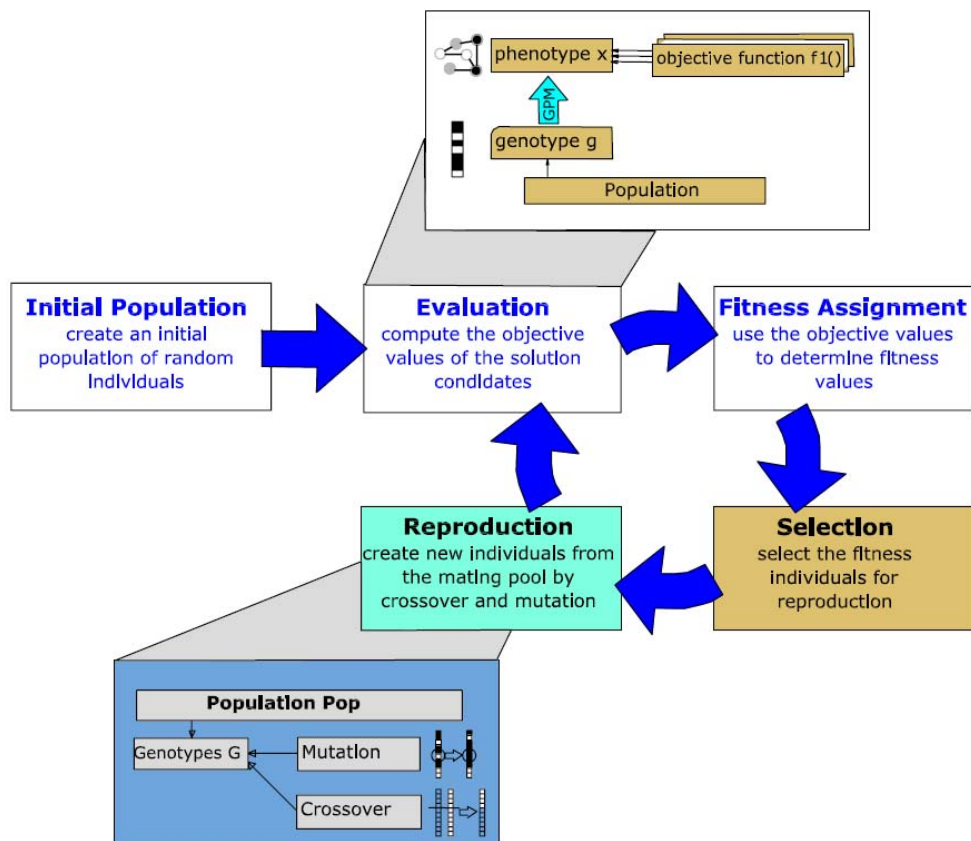 phenotype x
objective function f1()
GPM
genotype g
Population
Initial Population
create an initial
population of random
individuals
Evaluation
compute the objective
values of the solution
condidates
Fitness Assignment
use the objective values
to determine fitness
values
Reproduction
create new individuals from
the mating pool by
crossover and mutation
Selection
select the fitness
individuals for
reproduction
Population Pop
Genotypes G
Mutation
Crossover